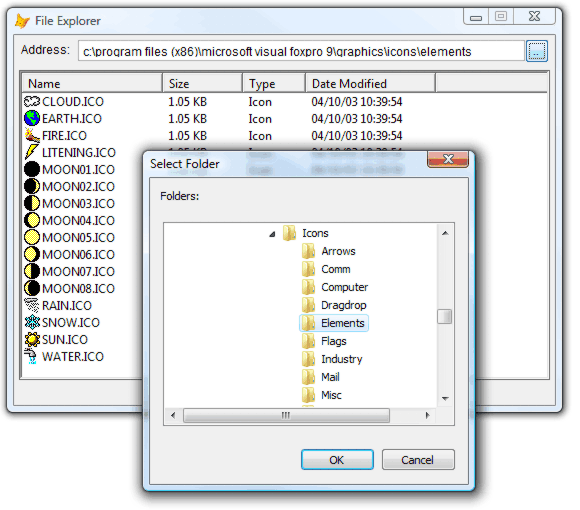 File Explorer
Address: c:\program files (x86)\microsoft visual foxpro 9\graphics\icons\elements ..
Name Size Type Date Modified
CLOUD.ICO 1.05 KB Icon 04/10/03 10:39:54
EARTH.ICO 1.05 KB Icon 04/10/03 10:39:54
FIRE.ICO 1.05 KB Icon 04/10/03 10:39:54
LITENING.ICO
MOON01.ICO
MOON02.ICO
MOON03.ICO
MOON04.ICO
MOON05.ICO
MOON06.ICO
MOON07.ICO
MOON08.ICO
RAIN.ICO
SNOW.ICO
SUN.ICO
WATER.ICO
Select Folder
Folders:
Icons
Arrows
Comm
Computer
Dragdrop
Elements
Flags
Industry
Mail
Misc
OK Cancel